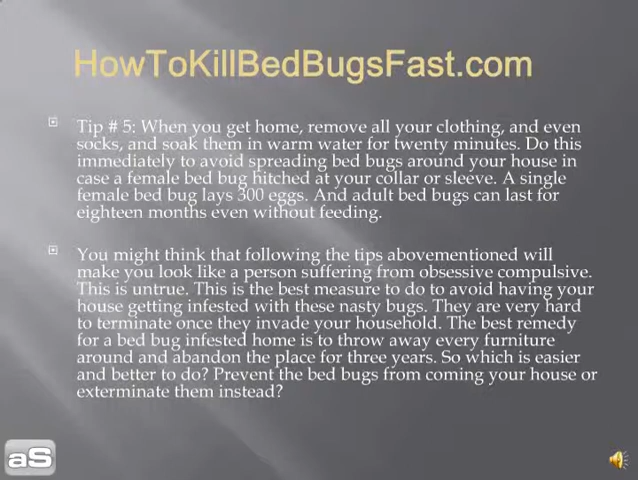 HowToKillBedBugsFast.com
Tip # 5: When you get home, remove all your clothing, and even
socks, and soak them in warm water for twenty minutes. Do this
immediately to avoid spreading bed bugs around your house in
case a female bed bug hitched at your collar or sleeve. A single
female bed bug lays 300 eggs. And adult bed bugs can last for
eighteen months even without feeding.
You might think that following the tips abovementioned will
make you look like a person suffering from obsessive compulsive.
This is untrue. This is the best measure to do to avoid having your
house getting infested with these nasty bugs. They are very hard
to terminate once they invade your household. The best remedy
for a bed bug infested home is to throw away every furniture
around and abandon the place for three years. So which is easier
and better to do? Prevent the bed bugs from coming your house or
exterminate them instead?
aS